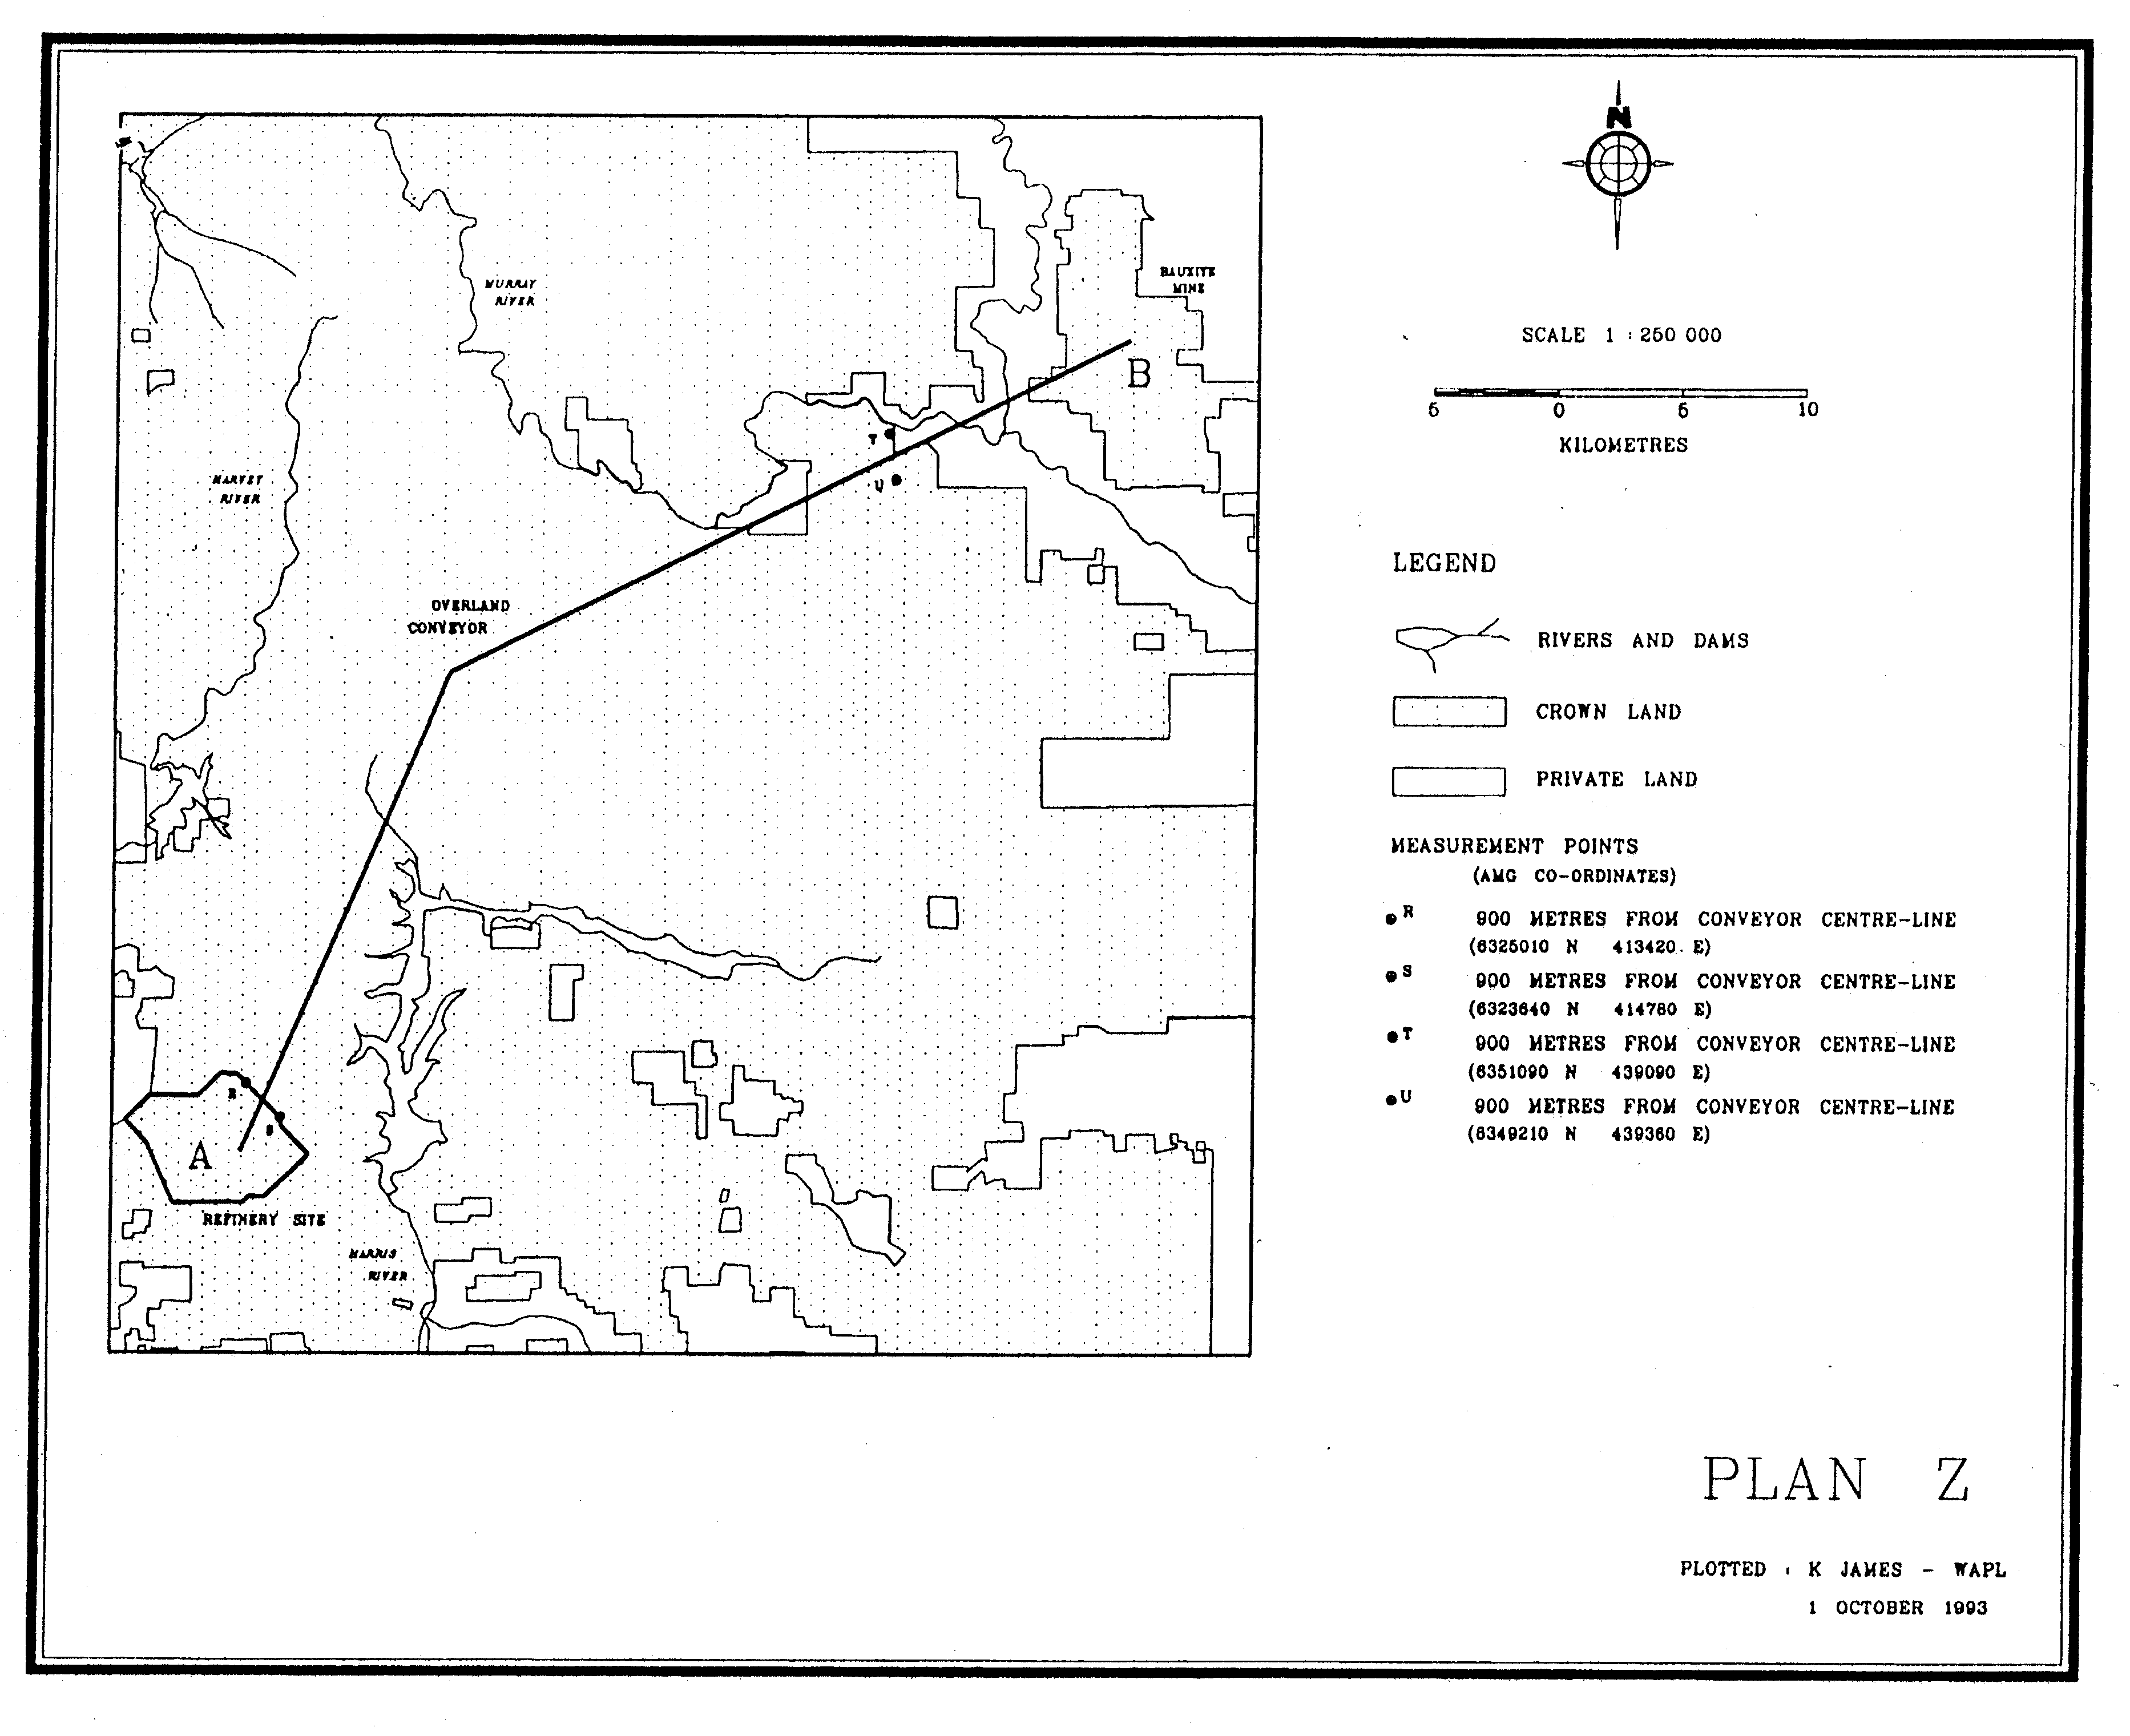 N
MURRAY
RIVER
BAUXITE
MINE
B
SCALE 1 : 250 000
5 0 5 10
KILOMETRES
T
U
HARVEY
RIVER
OVERLAND
CONVEYOR
LEGEND
RIVERS AND DAMS
CROWN LAND
PRIVATE LAND
MEASUREMENT POINTS
(AMG CO-ORDINATES)
R 900 METRES FROM CONVEYOR CENTRE-LINE
(6325010 N 413420 E)
S 900 METRES FROM CONVEYOR CENTRE-LINE
(6323640 N 414780 E)
T 900 METRES FROM CONVEYOR CENTRE-LINE
(6351090 N 439090 E)
U 900 METRES FROM CONVEYOR CENTRE-LINE
(6349210 N 439360 E)
R
S
A
REFINERY SITE
HARRIS
RIVER
PLAN Z
PLOTTED : K JAMES - WAPL
1 OCTOBER 1993